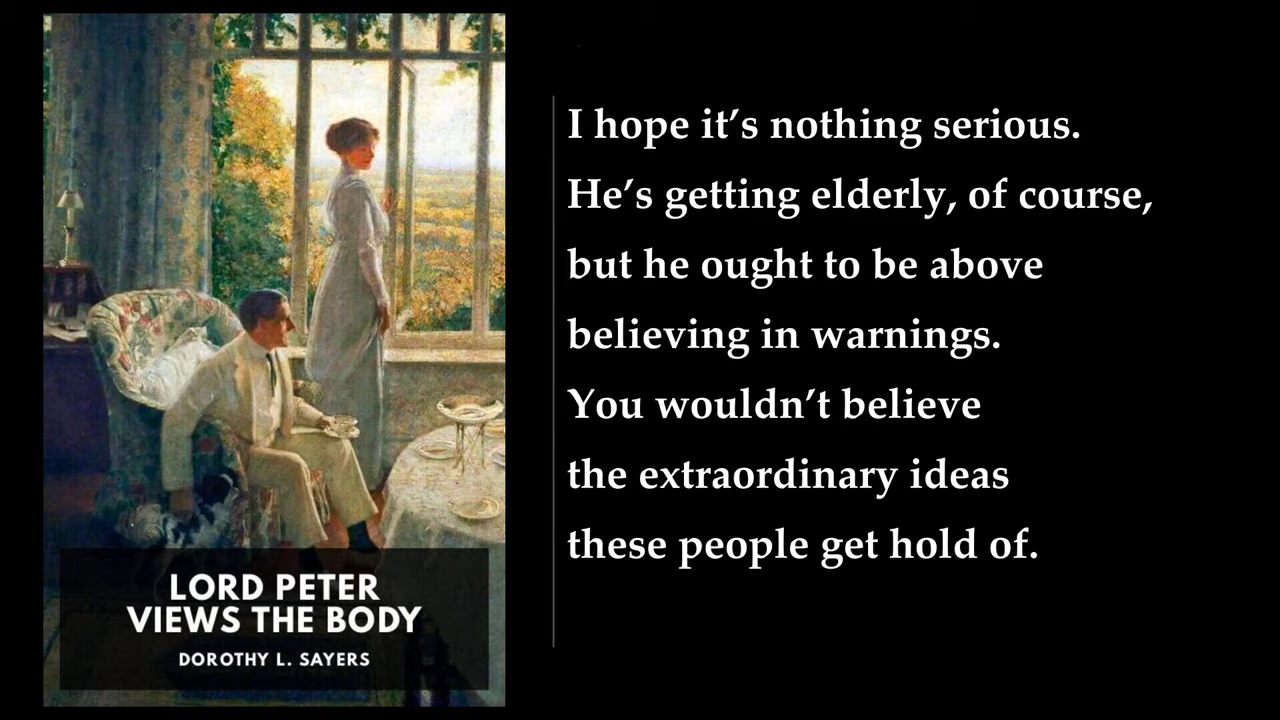 LORD PETER
VIEWS THE BODY
DOROTHY L. SAYERS
I hope it’s nothing serious.
He’s getting elderly, of course,
but he ought to be above
believing in warnings.
You wouldn’t believe
the extraordinary ideas
these people get hold of.